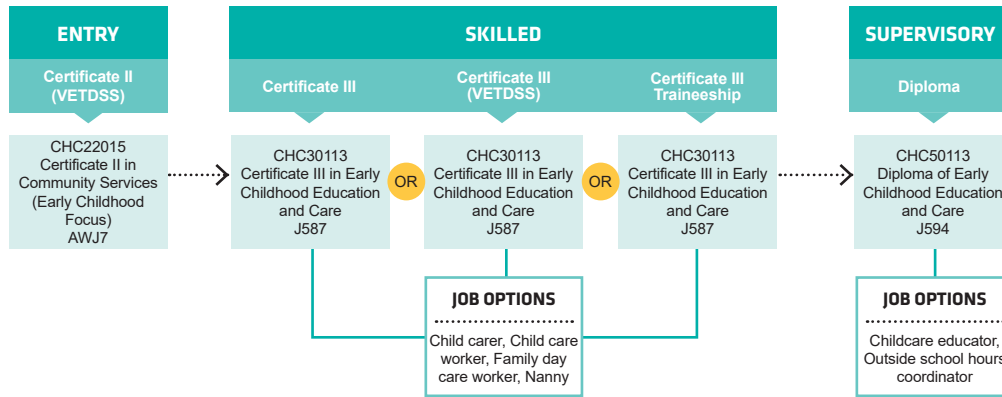 ENTRY
Certificate II
(VETDSS)
CHC22015
Certificate II in
Community Services
(Early Childhood
Focus)
AWJ7
SKILLED
Certificate III
CHC30113
Certificate III in Early
Childhood Education
and Care
J587
OR
Certificate III
(VETDSS)
CHC30113
Certificate III in Early
Childhood Education
and Care
J587
OR
Certificate III
Traineeship
CHC30113
Certificate III in Early
Childhood Education
and Care
J587
JOB OPTIONS
Child carer, Child care
worker, Family day
care worker, Nanny
SUPERVISORY
Diploma
CHC50113
Diploma of Early
Childhood Education
and Care
J594
JOB OPTIONS
Childcare educator,
Outside school hours
coordinator